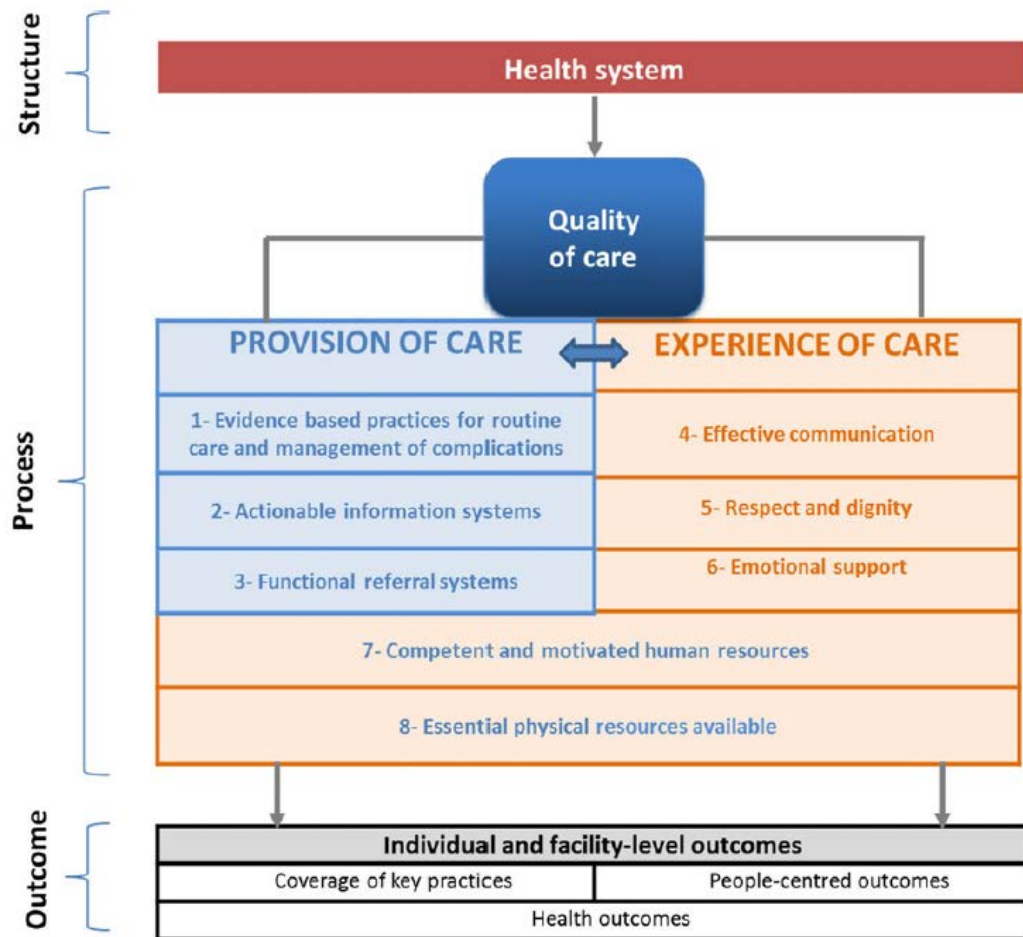 Structure
Health system
Quality
of care
Process
PROVISION OF CARE
EXPERIENCE OF CARE
1- Evidence based practices for routine
care and management of complications
4- Effective communication
2- Actionable information systems
5- Respect and dignity
3- Functional referral systems
6- Emotional support
7- Competent and motivated human resources
8- Essential physical resources available
Outcome
Individual and facility-level outcomes
Coverage of key practices
People-centred outcomes
Health outcomes